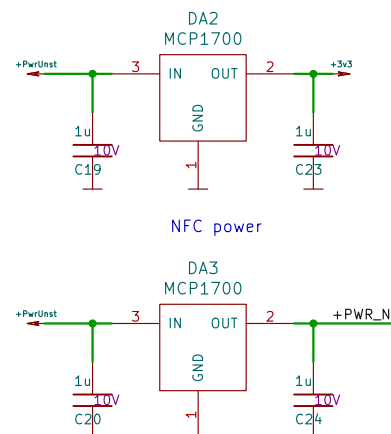 DA2
MCP1700
+PwrUnst
3
IN
OUT
2
+3v3
GND
1
1u
10V
C19
1u
10V
C23
NFC power
DA3
MCP1700
+PwrUnst
3
IN
OUT
2
+PWR_N
GND
1
1u
10V
C20
1u
10V
C24